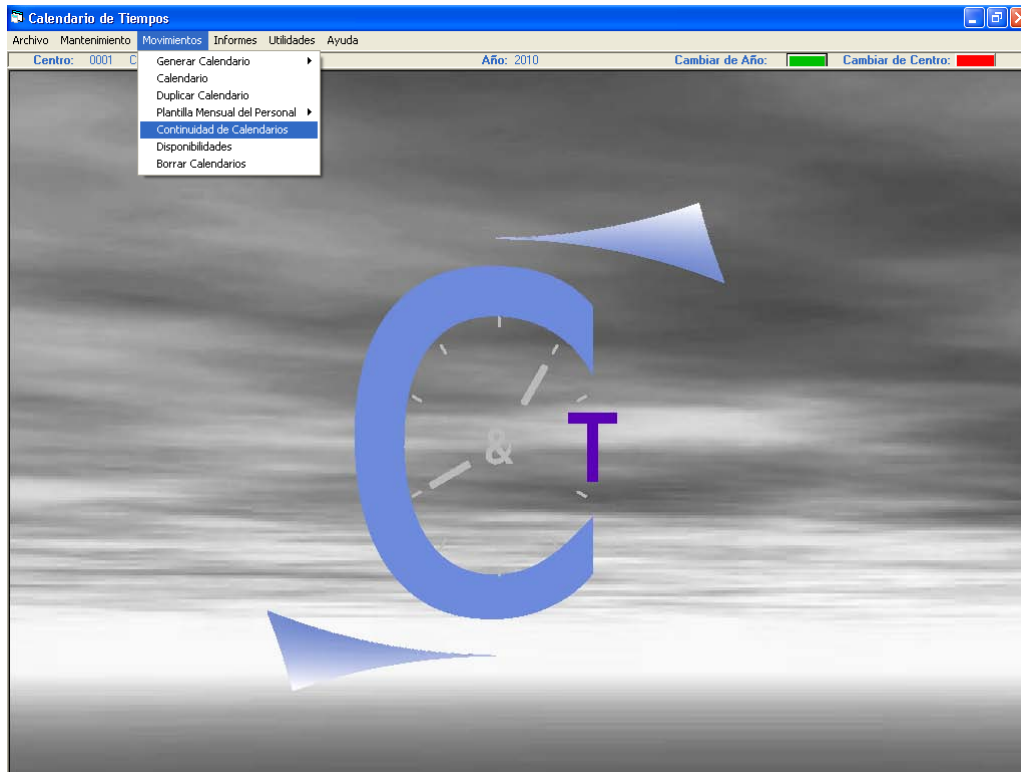 Calendario de Tiempos
Archivo Mantenimiento Movimientos Informes Utilidades Ayuda
Centro: 0001 C Año: 2010 Cambiar de Año: Cambiar de Centro:
Generar Calendario
Calendario
Duplicar Calendario
Plantilla Mensual del Personal
Continuidad de Calendarios
Disponibilidades
Borrar Calendarios
C & T